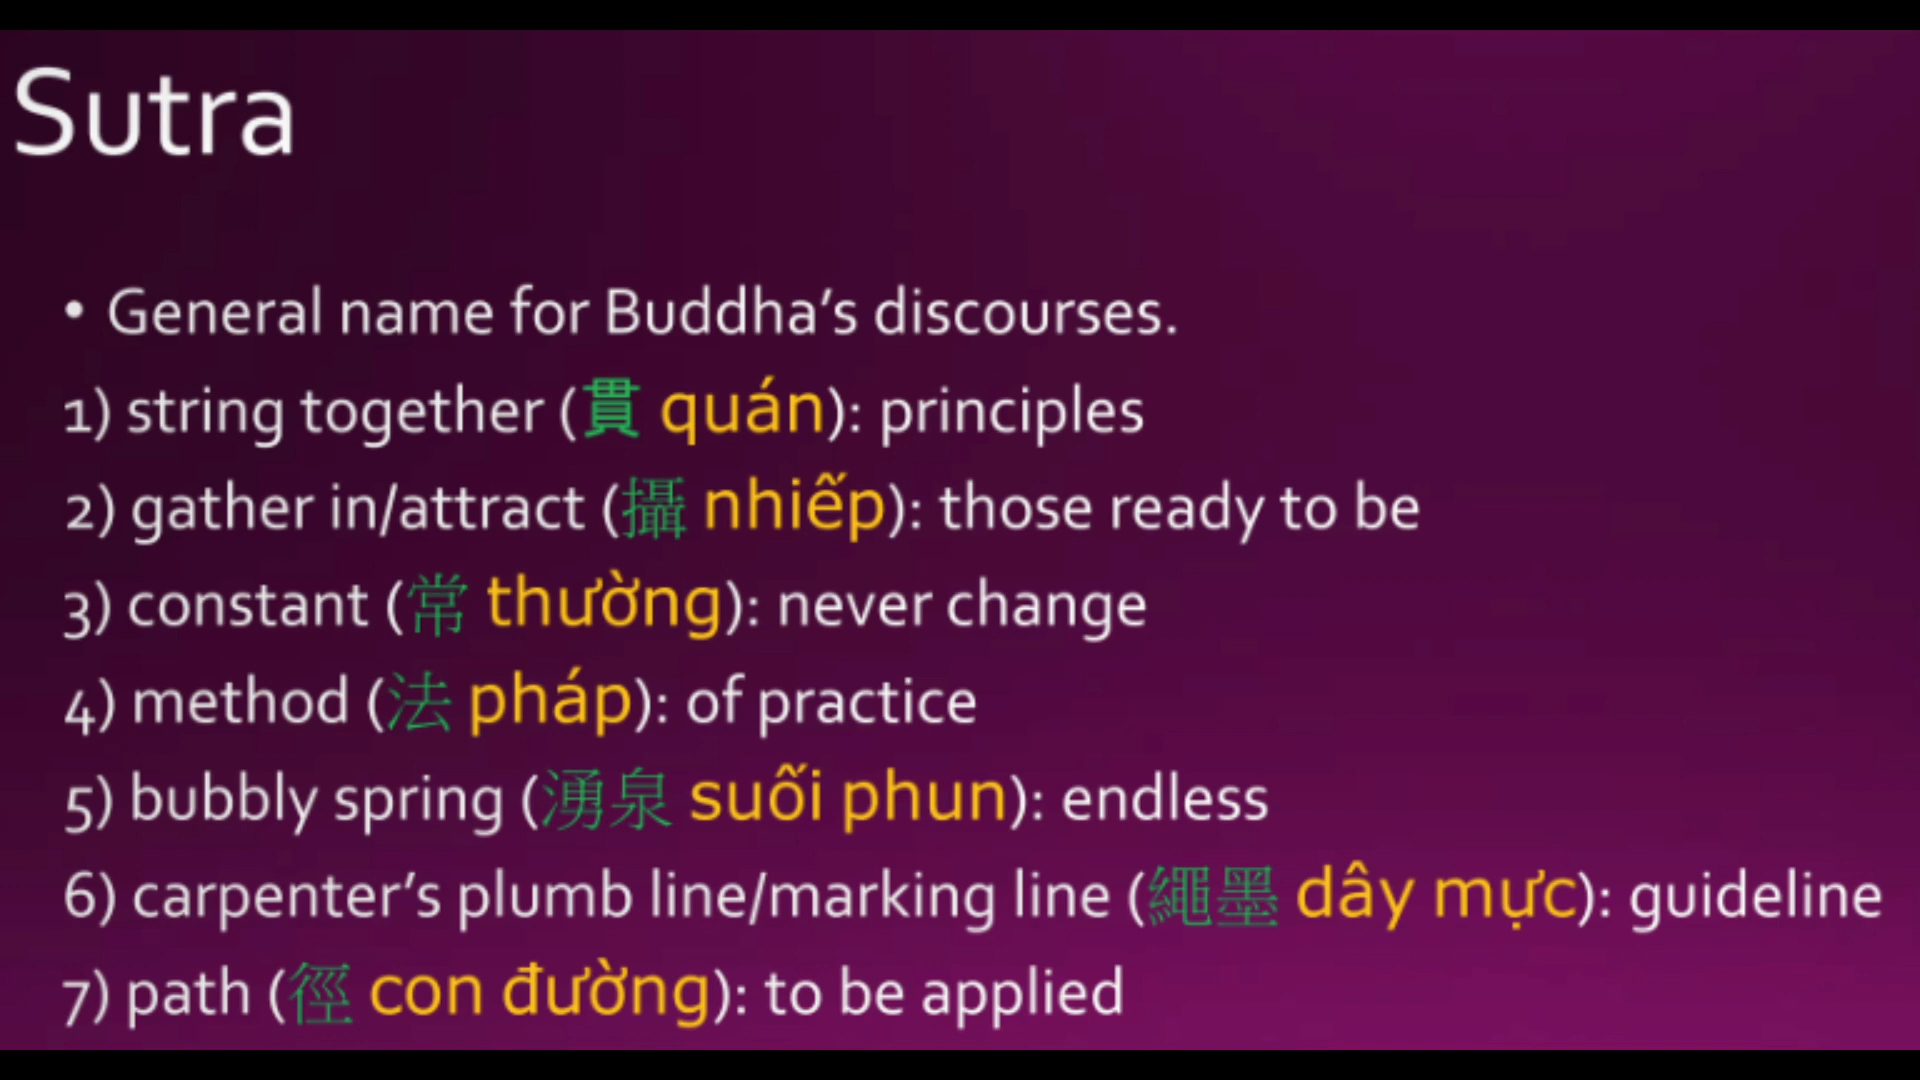 Sutra
• General name for Buddha's discourses.
1) string together (貫 quán): principles
2) gather in/attract (攝 nhiếp): those ready to be
3) constant (常 thường): never change
4) method (法 pháp): of practice
5) bubbly spring (湧泉 suỗi phun): endless
6) carpenter's plumb line/marking line (繩墨 dây mực): guideline
7) path (徑 con đường): to be applied